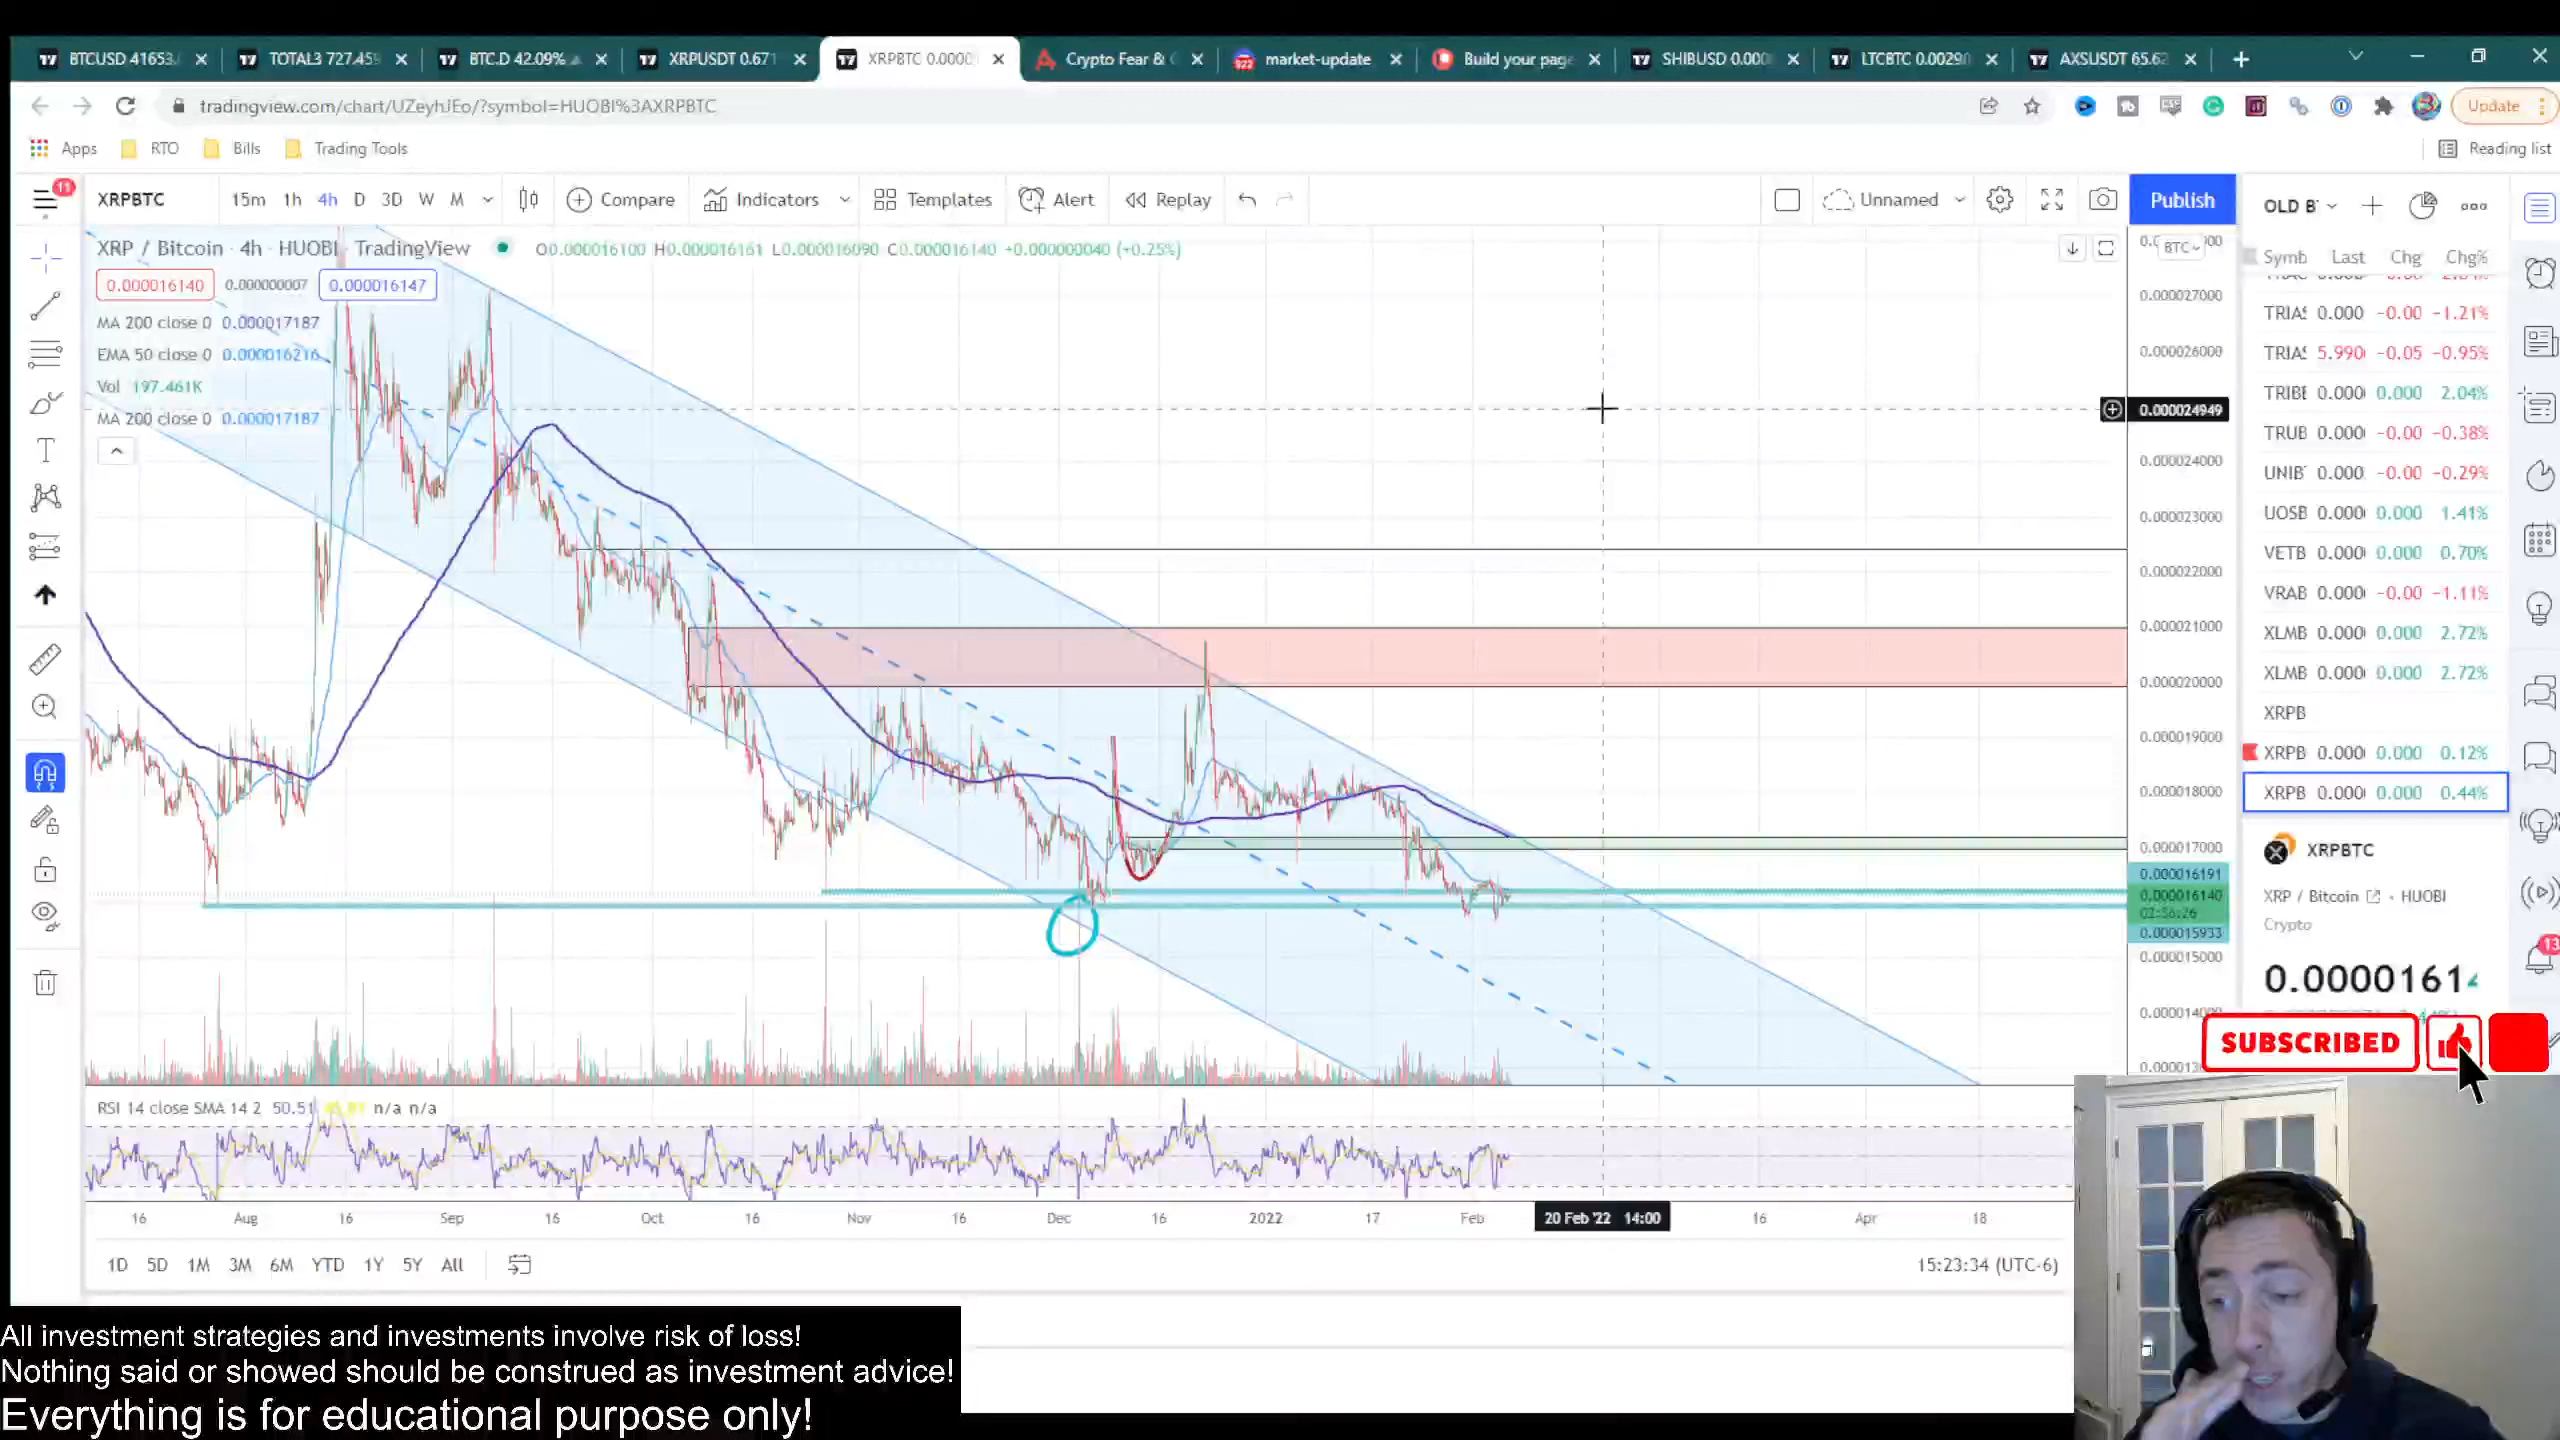 BTCUSD 41653.
TOTAL3 727.459
BTC.D 42.09%
XRPUSDT 0.671
XRPBTC 0.0000
Crypto Fear &
market-update
Build your page
SHIBUSD 0.000
LTCBTC 0.00290
AXSUSDT 65.62
tradingview.com/chart/UZeyhJEo/?symbol=HUOBI%3AXRPBTC
Update
Apps
RTO
Bills
Trading Tools
Reading list
11
XRPBTC
15m 1h 4h D 3D W M
Compare
Indicators
Templates
Alert
Replay
Unnamed
Publish
OLD B
XRP / Bitcoin · 4h · HUOBI · TradingView
O0.000016100 H0.000016161 L0.000016090 C0.000016140 +0.000000040 (+0.25%)
0.000016140 0.000000007 0.000016147
MA 200 close 0 0.000017187
EMA 50 close 0 0.000016216
Vol 197.461K
MA 200 close 0 0.000017187
BTC
0.000027000
0.000026000
0.000024949
0.000024000
0.000023000
0.000022000
0.000021000
0.000020000
0.000019000
0.000018000
0.000017000
0.000016191
0.000016140
02:36:26
0.000015933
0.000015000
Symb Last Chg Chg%
TRIA 0.000 -0.00 -1.21%
TRIA 5.990 -0.05 -0.95%
TRIBE 0.000 0.000 2.04%
TRUB 0.000 -0.00 -0.38%
UNIB 0.000 -0.00 -0.29%
UOSB 0.000 0.000 1.41%
VETB 0.000 0.000 0.70%
VRAB 0.000 -0.00 -1.11%
XLMB 0.000 0.000 2.72%
XLMB 0.000 0.000 2.72%
XRPB
XRPB 0.000 0.000 0.12%
XRPB 0.000 0.000 0.44%
XRPBTC
XRP / Bitcoin · HUOBI
Crypto
13
0.0000161
SUBSCRIBED
RSI 14 close SMA 14 2 50.51 n/a n/a
16 Aug 16 Sep 16 Oct 16 Nov 16 Dec 16 2022 17 Feb 20 Feb '22 14:00 16 Apr 18
1D 5D 1M 3M 6M YTD 1Y 5Y All
15:23:34 (UTC-6)
All investment strategies and investments involve risk of loss!
Nothing said or showed should be construed as investment advice!
Everything is for educational purpose only!